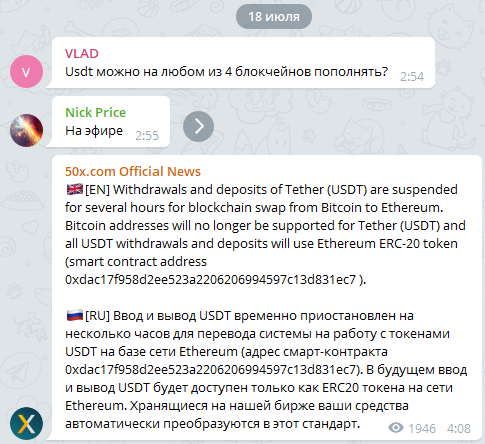 18 июля
VLAD
Usdt можно на любом из 4 блокчейнов пополнять?
2:54
Nick Price
На эфире
2:55
50x.com Official News
[EN] Withdrawals and deposits of Tether (USDT) are suspended
for several hours for blockchain swap from Bitcoin to Ethereum.
Bitcoin addresses will no longer be supported for Tether (USDT) and
all USDT withdrawals and deposits will use Ethereum ERC-20 token
(smart contract address
0xdac17f958d2ee523a2206206994597c13d831ec7 ).
[RU] Ввод и вывод USDT временно приостановлен на
несколько часов для перевода системы на работу с токенами
USDT на базе сети Ethereum (адрес смарт-контракта
0xdac17f958d2ee523a2206206994597c13d831ec7). В будущем ввод
и вывод USDT будет доступен только как ERC20 токена на сети
Ethereum. Хранящиеся на нашей бирже ваши средства
автоматически преобразуются в этот стандарт.
1946 4:08
V
X